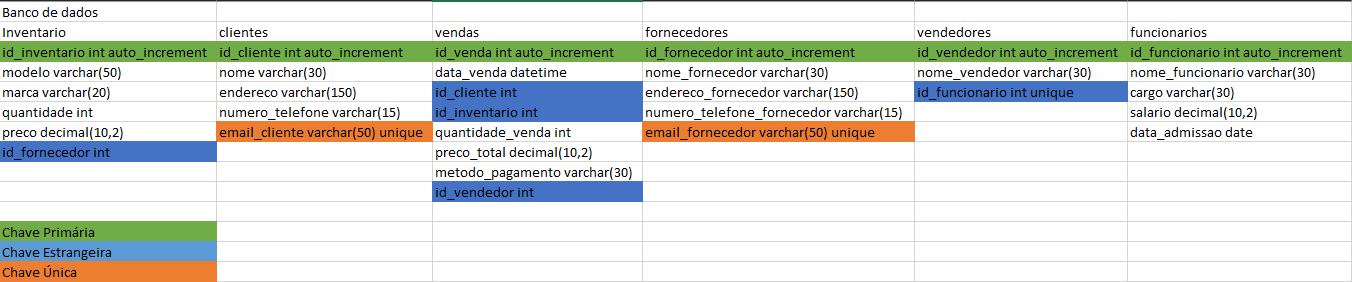 Banco de dados
Inventario clientes vendas fornecedores vendedores funcionarios
id_inventario int auto_increment id_cliente int auto_increment id_venda int auto_increment id_fornecedor int auto_increment id_vendedor int auto_increment id_funcionario int auto_increment
modelo varchar(50) nome varchar(30) data_venda datetime nome_fornecedor varchar(30) nome_vendedor varchar(30) nome_funcionario varchar(30)
marca varchar(20) endereco varchar(150) id_cliente int endereco_fornecedor varchar(150) id_funcionario int unique cargo varchar(30)
quantidade int numero_telefone varchar(15) id_inventario int numero_telefone_fornecedor varchar(15) salario decimal(10,2)
preco decimal(10,2) email_cliente varchar(50) unique quantidade_venda int email_fornecedor varchar(50) unique data_admissao date
id_fornecedor int preco_total decimal(10,2)
metodo_pagamento varchar(30)
id_vendedor int
Chave Primária
Chave Estrangeira
Chave Única